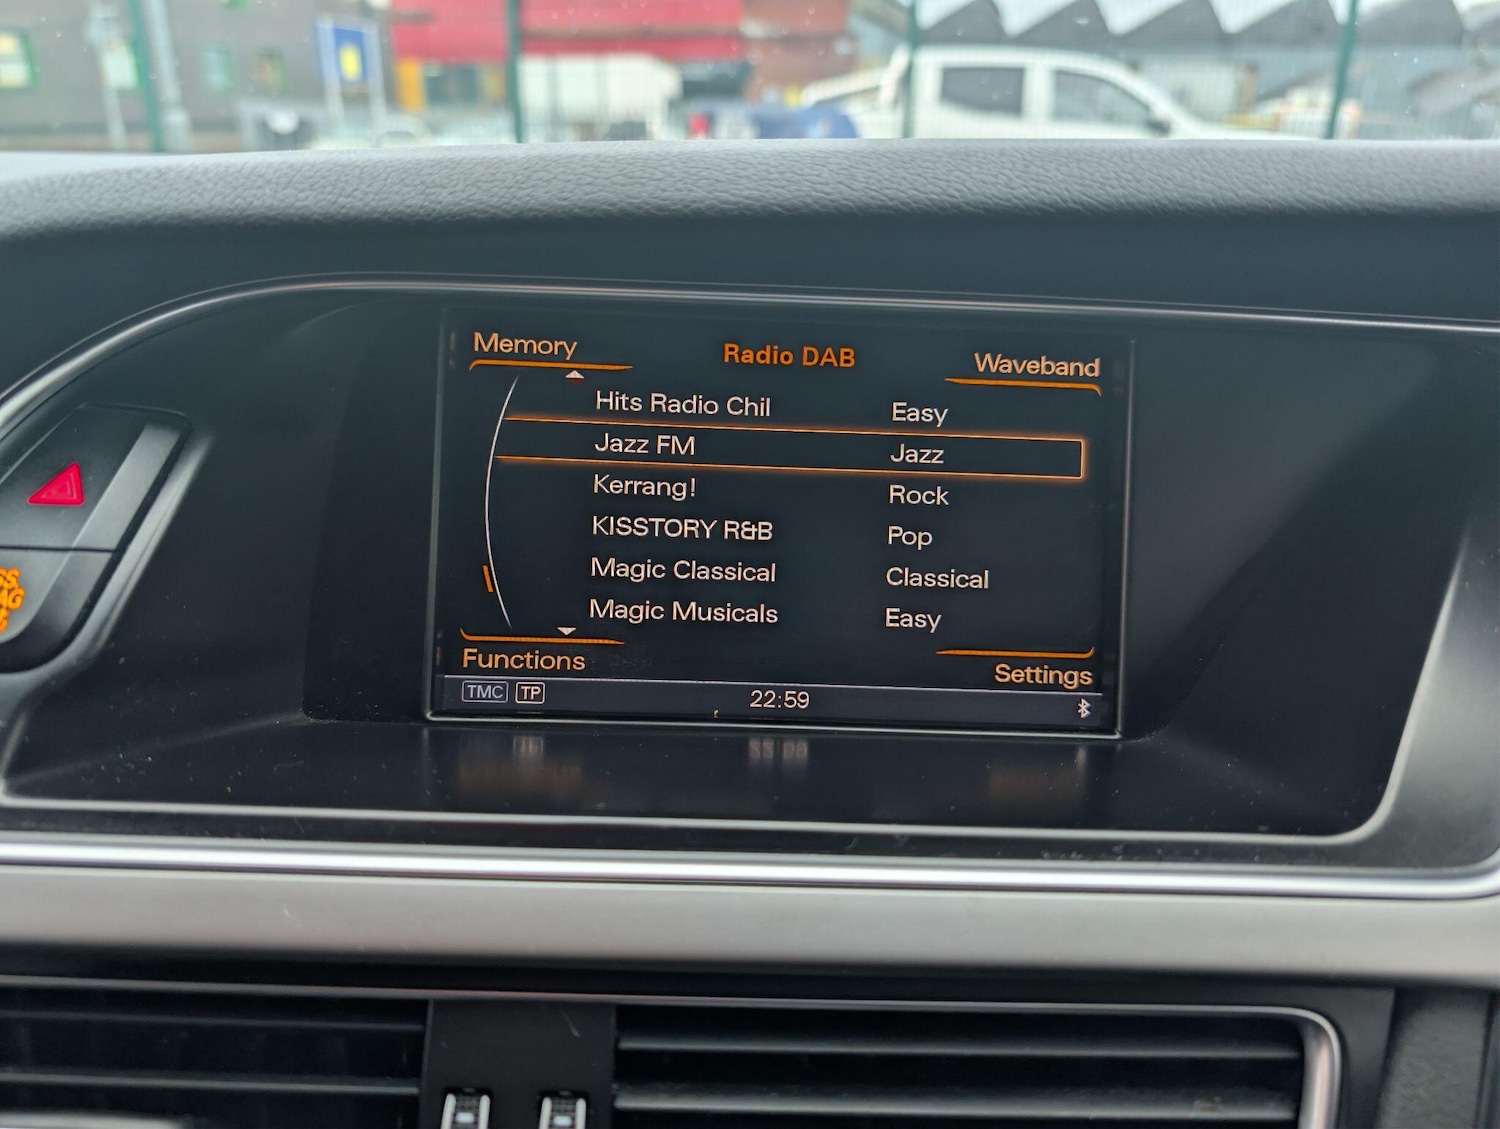 Memory
Radio DAB
Waveband
Hits Radio Chil Easy
Jazz FM Jazz
Kerrang! Rock
KISSTORY R&B Pop
Magic Classical Classical
Magic Musicals Easy
Functions
Settings
TMC TP 22:59